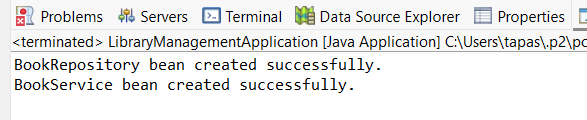 Problems Servers Terminal Data Source Explorer Properties
<terminated> LibraryManagementApplication [Java Application] C:\Users\tapas\.p2\po
BookRepository bean created successfully.
BookService bean created successfully.